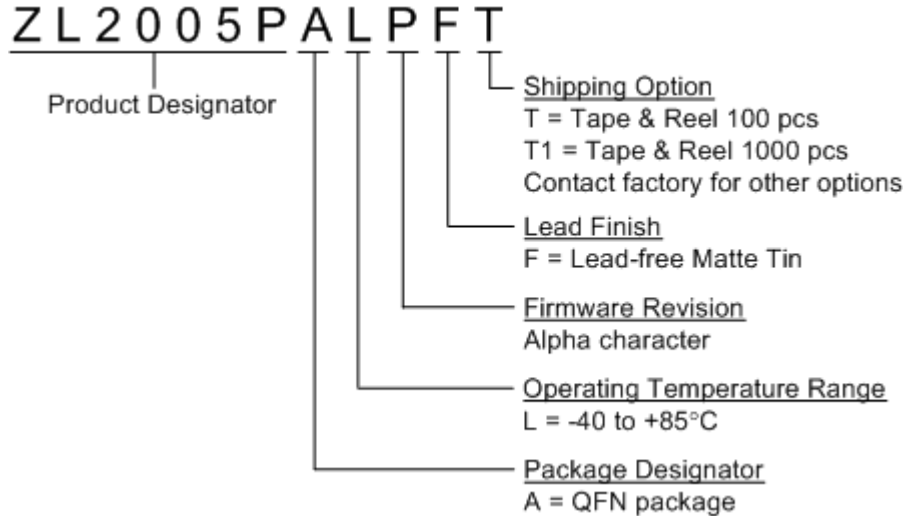 ZL2005PALPFT
Product Designator
Shipping Option
T = Tape & Reel 100 pcs
T1 = Tape & Reel 1000 pcs
Contact factory for other options
Lead Finish
F = Lead-free Matte Tin
Firmware Revision
Alpha character
Operating Temperature Range
L = -40 to +85°C
Package Designator
A = QFN package